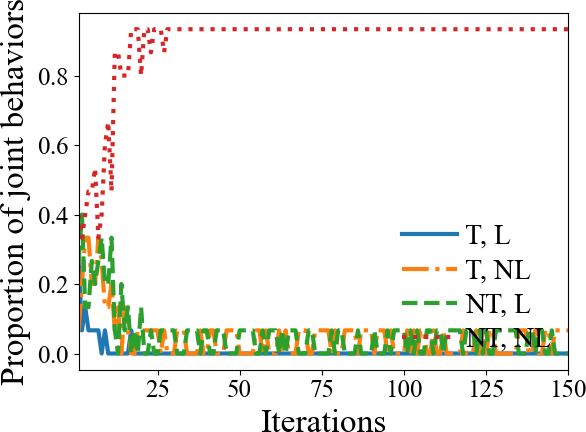 Proportion of joint behaviors
0.8
0.6
0.4
0.2
0.0
T, L
T, NL
NT, L
NT, NL
25
50
75
100
125
150
Iterations